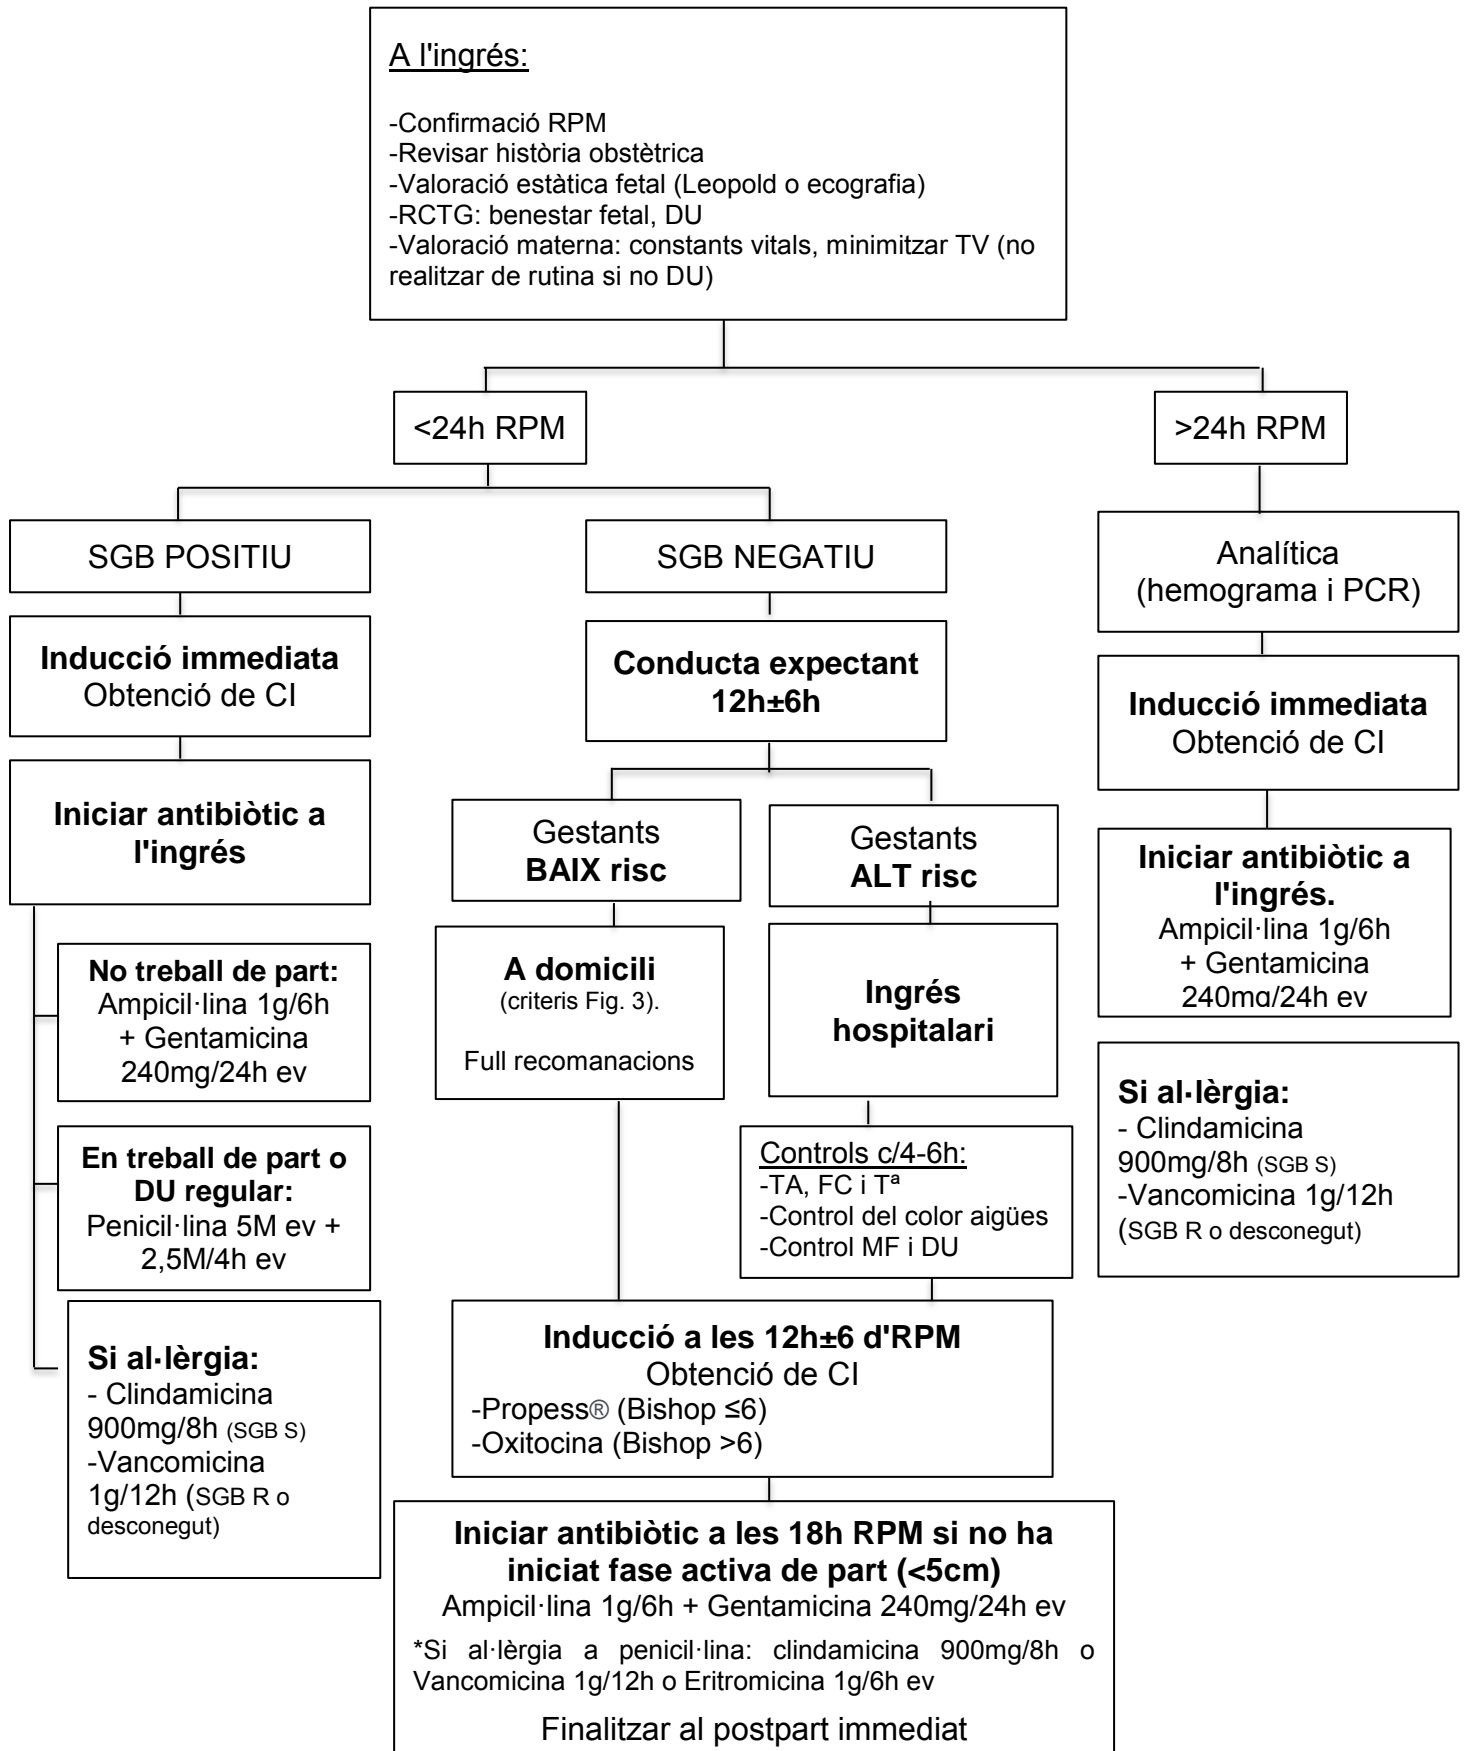 A l'ingrés:
-Confirmació RPM
-Revisar història obstètrica
-Valoració estàtica fetal (Leopold o ecografia)
-RCTG: benestar fetal, DU
-Valoració materna: constants vitals, minimitzar TV (no
realitzar de rutina si no DU)
<24h RPM
>24h RPM
SGB POSITIU
SGB NEGATIU
Analítica
(hemograma i PCR)
Inducció immediata
Obtenció de CI
Conducta expectant
12h±6h
Inducció immediata
Obtenció de CI
Iniciar antibiòtic a
l'ingrés
Gestants
BAIX risc
Gestants
ALT risc
Iniciar antibiòtic a
l'ingrés.
Ampicil·lina 1g/6h
+ Gentamicina
240mg/24h ev
No treball de part:
Ampicil·lina 1g/6h
+ Gentamicina
240mg/24h ev
A domicili
(criteris Fig. 3).
Full recomanacions
Ingrés
hospitalari
Si al·lèrgia:
- Clindamicina
900mg/8h (SGB S)
-Vancomicina 1g/12h
(SGB R o desconegut)
En treball de part o
DU regular:
Penicil·lina 5M ev +
2,5M/4h ev
Controls c/4-6h:
-TA, FC i Tª
-Control del color aigües
-Control MF i DU
Si al·lèrgia:
- Clindamicina
900mg/8h (SGB S)
-Vancomicina
1g/12h (SGB R o
desconegut)
Inducció a les 12h±6 d'RPM
Obtenció de CI
-Propess® (Bishop ≤6)
-Oxitocina (Bishop >6)
Iniciar antibiòtic a les 18h RPM si no ha
iniciat fase activa de part (<5cm)
Ampicil·lina 1g/6h + Gentamicina 240mg/24h ev
*Si al·lèrgia a penicil·lina: clindamicina 900mg/8h o
Vancomicina 1g/12h o Eritromicina 1g/6h ev
Finalitzar al postpart immediat